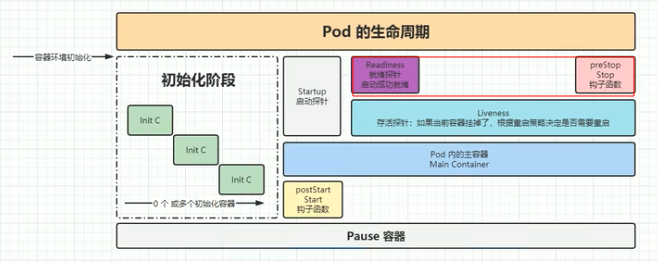 Pod 的生命周期
容器环境初始化
初始化阶段
Init C
Init C
Init C
0 个 或多个初始化容器
Startup
启动探针
Readiness
就绪探针
启动成功就绪
preStop
Stop
钩子函数
Liveness
存活探针：如果当前容器挂掉了，根据重启策略决定是否需要重启
Pod 内的主容器
Main Container
postStart
Start
钩子函数
Pause 容器